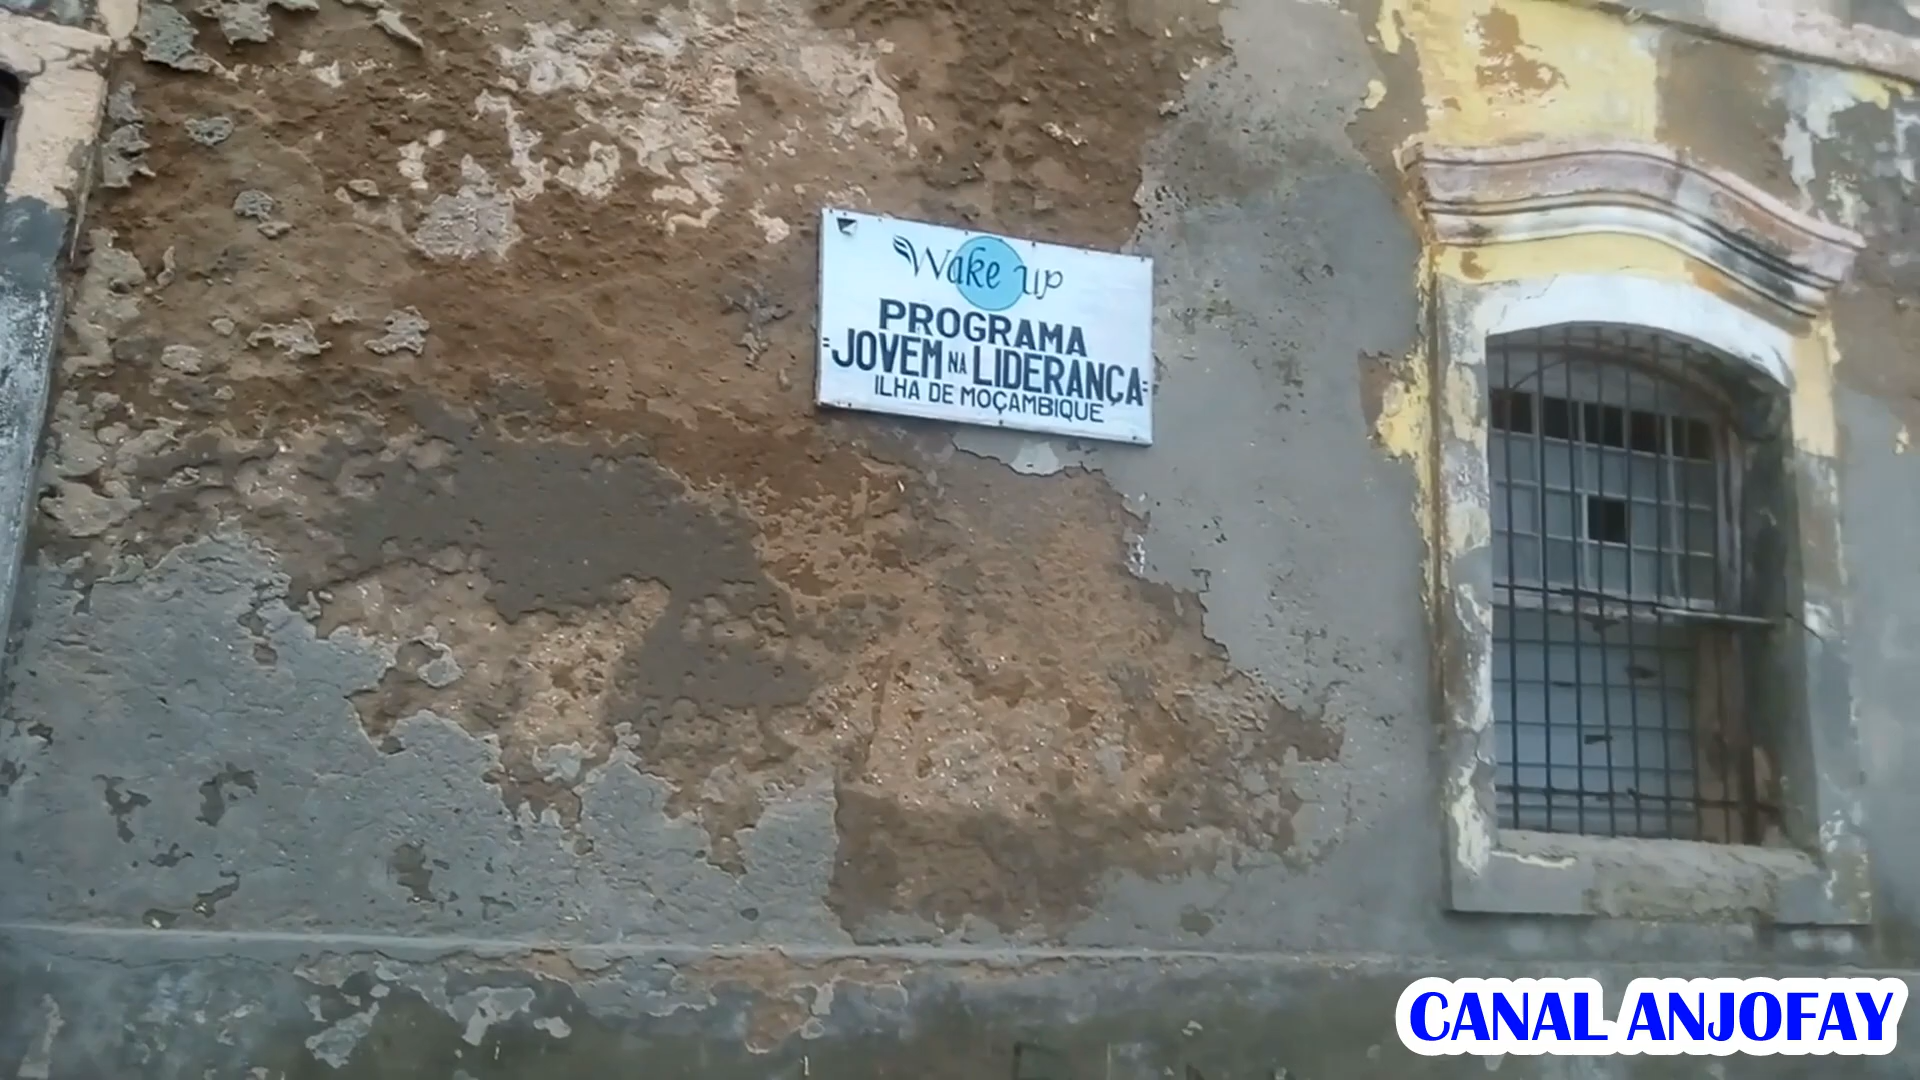 Wake up
PROGRAMA
=JOVEM NA LIDERANÇA=
ILHA DE MOÇAMBIQUE
CANAL ANJOFAY